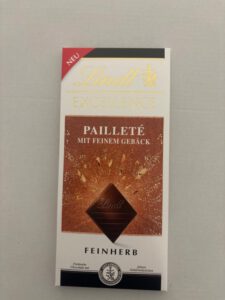 NEU
Lindt
EXCELLENCE
PAILLETÉ
MIT FEINEM GEBÄCK
Lindt
FEINHERB